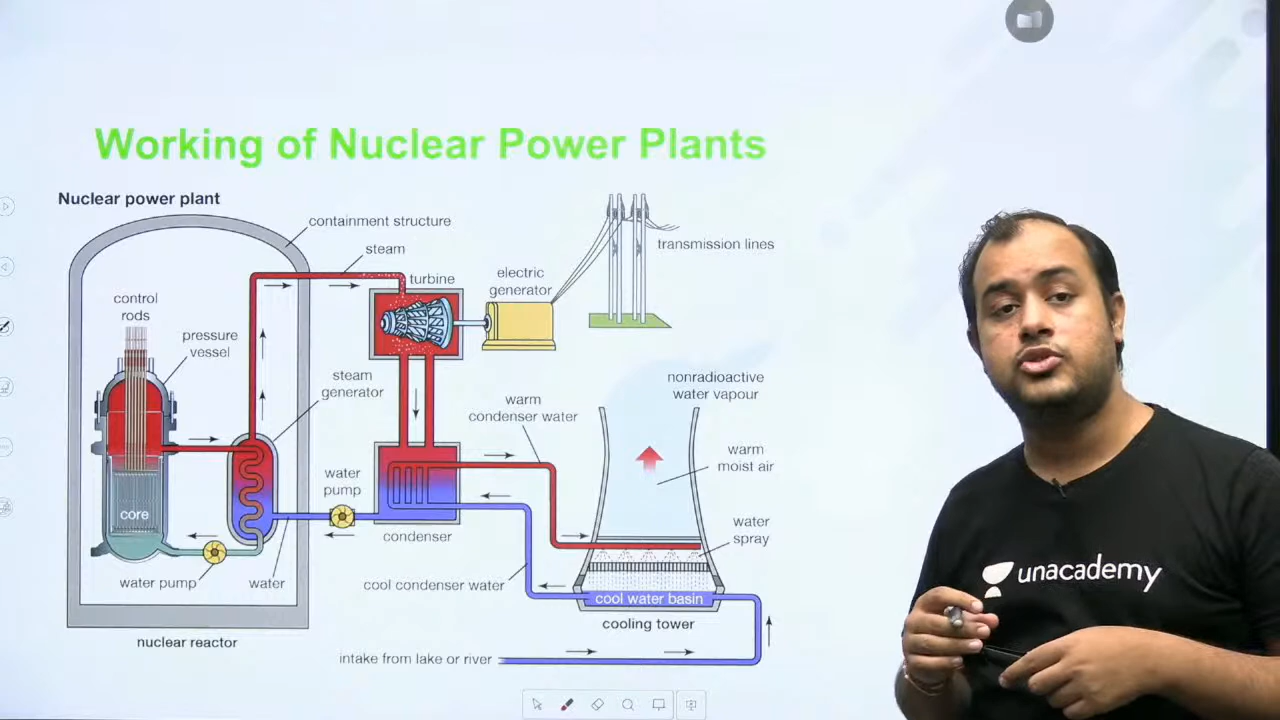 Working of Nuclear Power Plants
Nuclear power plant
containment structure
steam
turbine
electric
generator
transmission lines
control
rods
pressure
vessel
steam
generator
nonradioactive
water vapour
warm
condenser water
warm
moist air
water
pump
core
condenser
water
spray
water pump
water
cool condenser water
cool water basin
cooling tower
nuclear reactor
intake from lake or river
unacademy